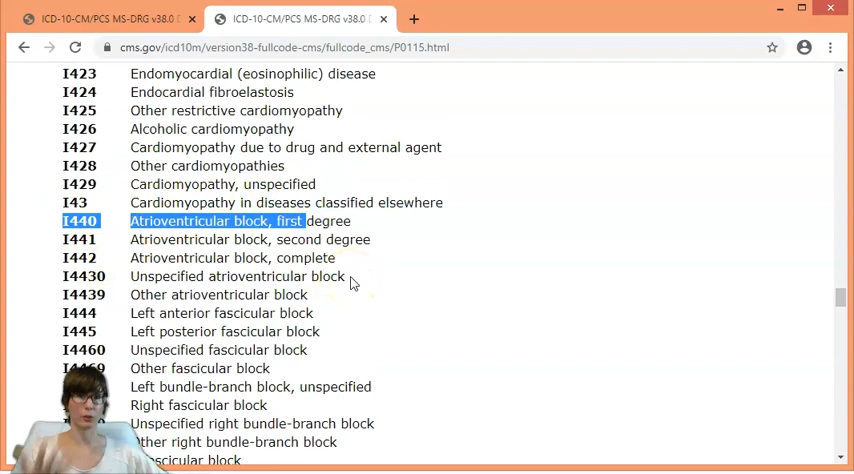 ICD-10-CM/PCS MS-DRG v38.0 D
ICD-10-CM/PCS MS-DRG v38.0 D
cms.gov/icd10m/version38-fullcode-cms/fullcode_cms/P0115.html
I423 Endomyocardial (eosinophilic) disease
I424 Endocardial fibroelastosis
I425 Other restrictive cardiomyopathy
I426 Alcoholic cardiomyopathy
I427 Cardiomyopathy due to drug and external agent
I428 Other cardiomyopathies
I429 Cardiomyopathy, unspecified
I43 Cardiomyopathy in diseases classified elsewhere
I440 Atrioventricular block, first degree
I441 Atrioventricular block, second degree
I442 Atrioventricular block, complete
I4430 Unspecified atrioventricular block
I4439 Other atrioventricular block
I444 Left anterior fascicular block
I445 Left posterior fascicular block
I4460 Unspecified fascicular block
I4469 Other fascicular block
Left bundle-branch block, unspecified
Right fascicular block
Unspecified right bundle-branch block
Other right bundle-branch block
fascicular block